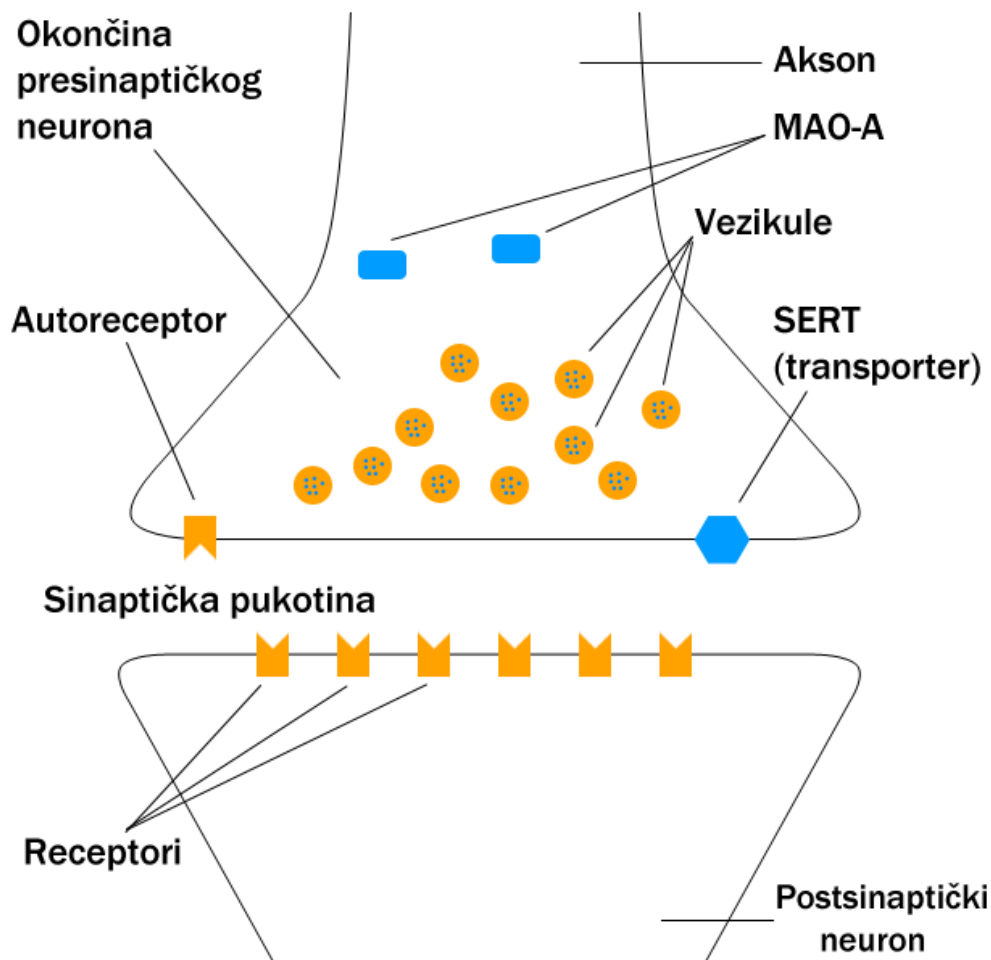 Okončina
presinaptičkog
neurona
Akson
MAO-A
Vezikule
Autoreceptor
SERT
(transporter)
Sinaptička pukotina
Receptori
Postsinaptički
neuron